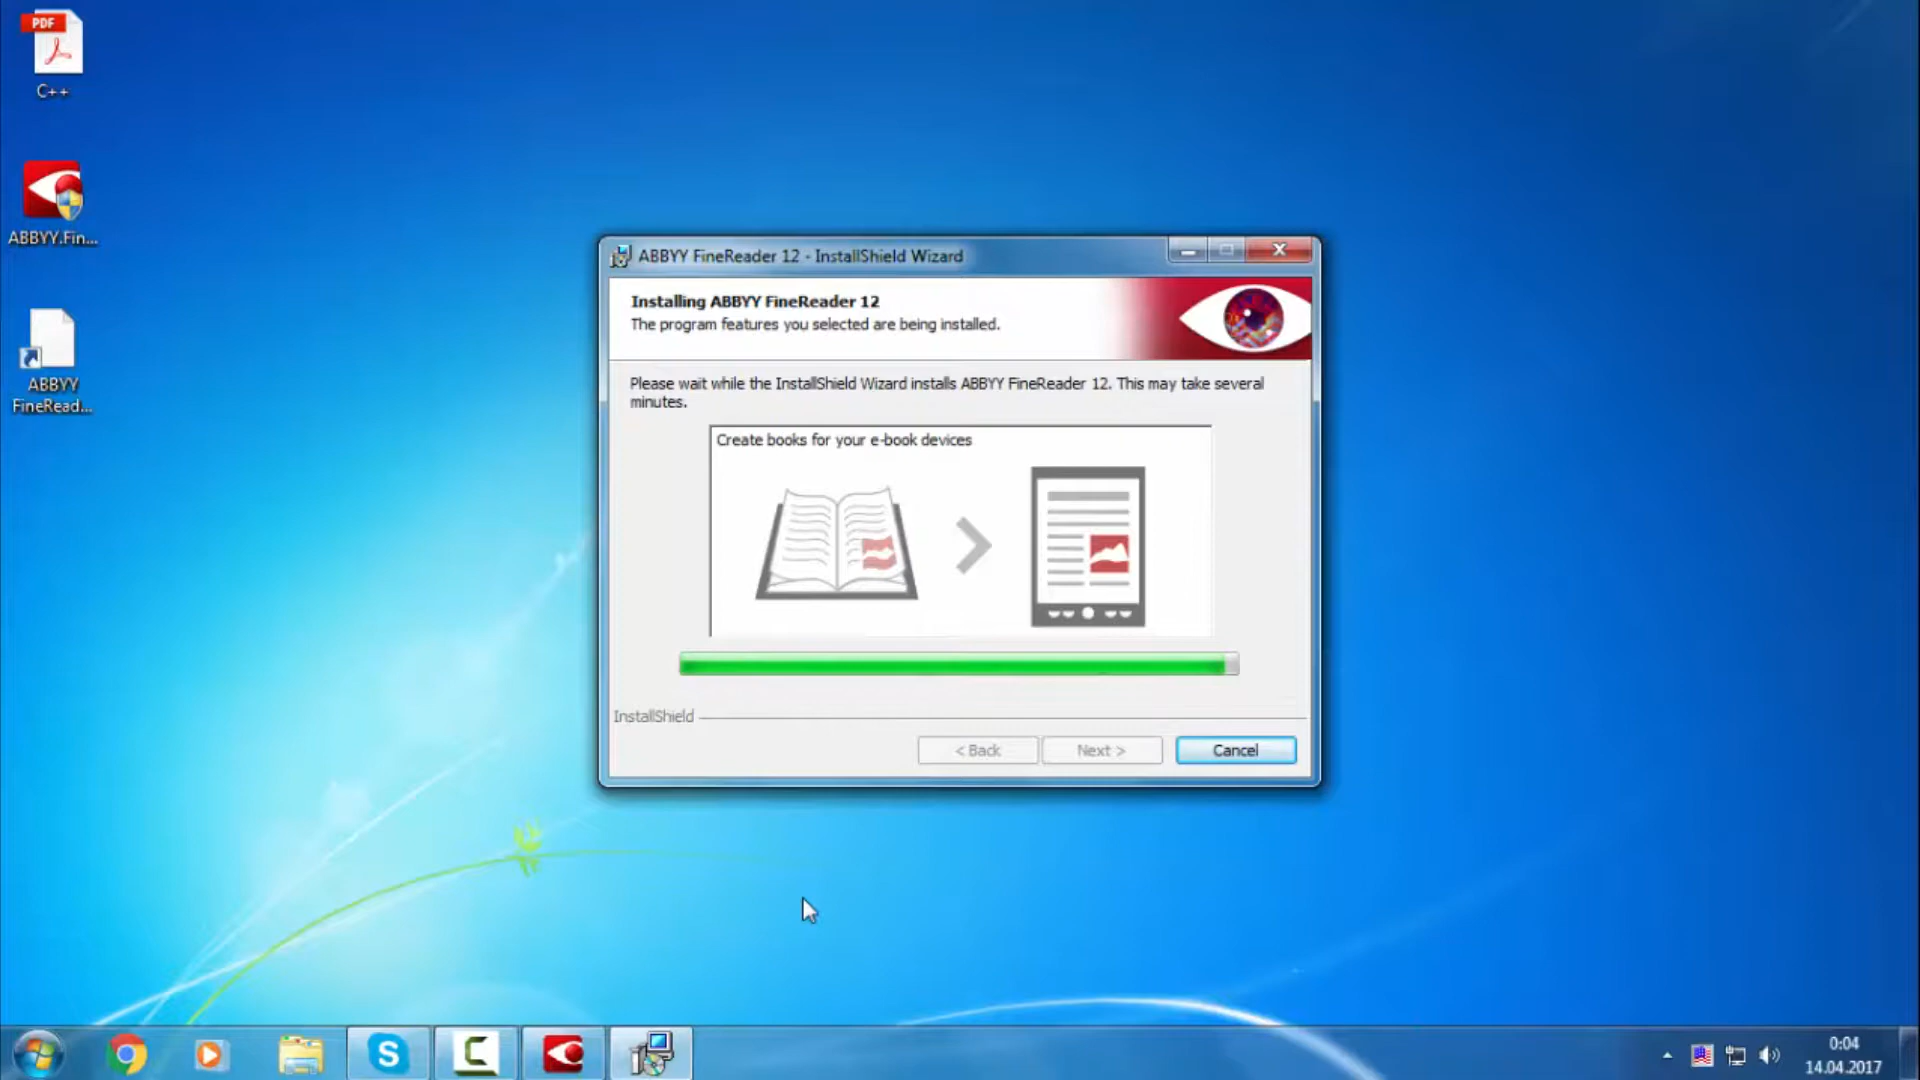 PDF
C++
ABBYY.Fin...
ABBYY
FineRead...
ABBYY FineReader 12 - InstallShield Wizard
Installing ABBYY FineReader 12
The program features you selected are being installed.
Please wait while the InstallShield Wizard installs ABBYY FineReader 12. This may take several
minutes.
Create books for your e-book devices
InstallShield
< Back
Next >
Cancel
0:04
14.04.2017